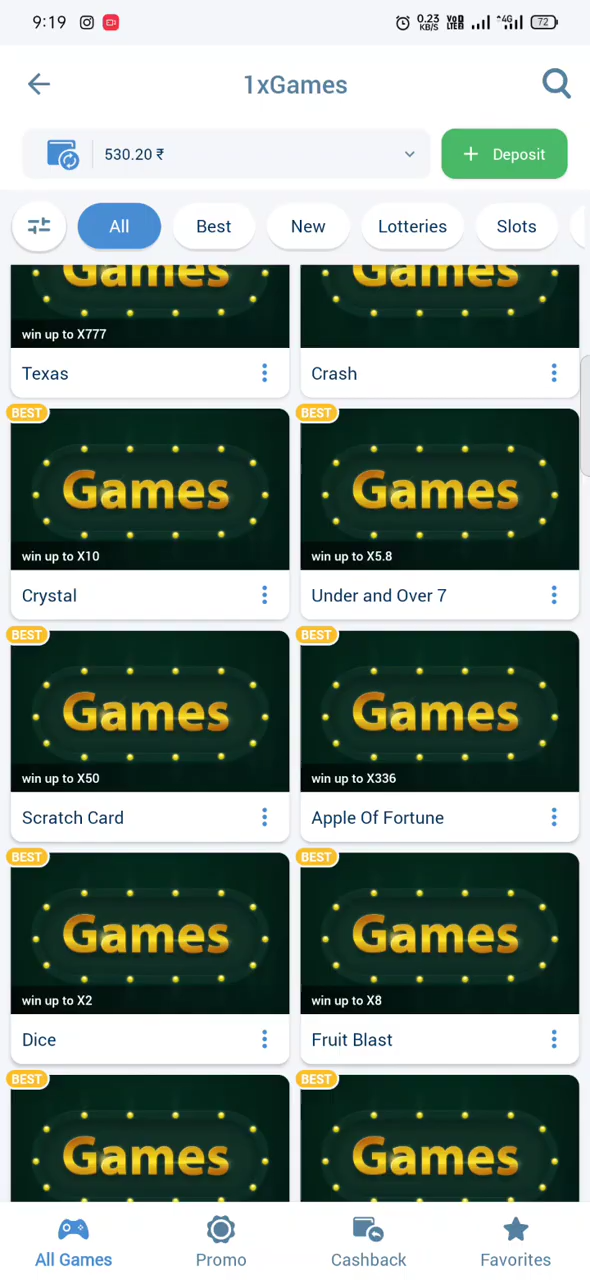 9:19 0.23 KB/S VoD LTEB 4G 72
1xGames
530.20 ₹ + Deposit
All Best New Lotteries Slots
Games Games
win up to X777
Texas Crash
BEST BEST
Games Games
win up to X10 win up to X5.8
Crystal Under and Over 7
BEST BEST
Games Games
win up to X50 win up to X336
Scratch Card Apple Of Fortune
BEST BEST
Games Games
win up to X2 win up to X8
Dice Fruit Blast
BEST BEST
Games Games
All Games Promo Cashback Favorites